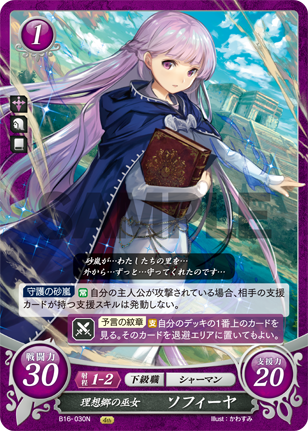 1
SAMPLE
砂嵐が…わたしたちの里を…
外から…ずっと…守ってくれたのです…
守護の砂嵐 常 自分の主人公が攻撃されている場合、相手の支援
カードが持つ支援スキルは発動しない。
予言の紋章 支 自分のデッキの1番上のカードを
見る。そのカードを退避エリアに置いてもよい。
戦闘力
30
射程 1-2 下級職 シャーマン
支援力
20
理想郷の巫女 ソフィーヤ
B16-030N
Illust:かわすみ